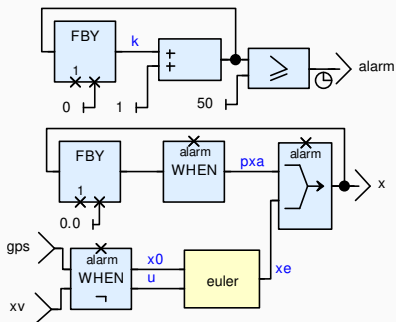 FBY
k
1
+
+
0
1
50
⩾
alarm
FBY
1
0.0
alarm
WHEN
pxa
alarm
x
gps
xv
alarm
WHEN
¬
x0
u
euler
xe